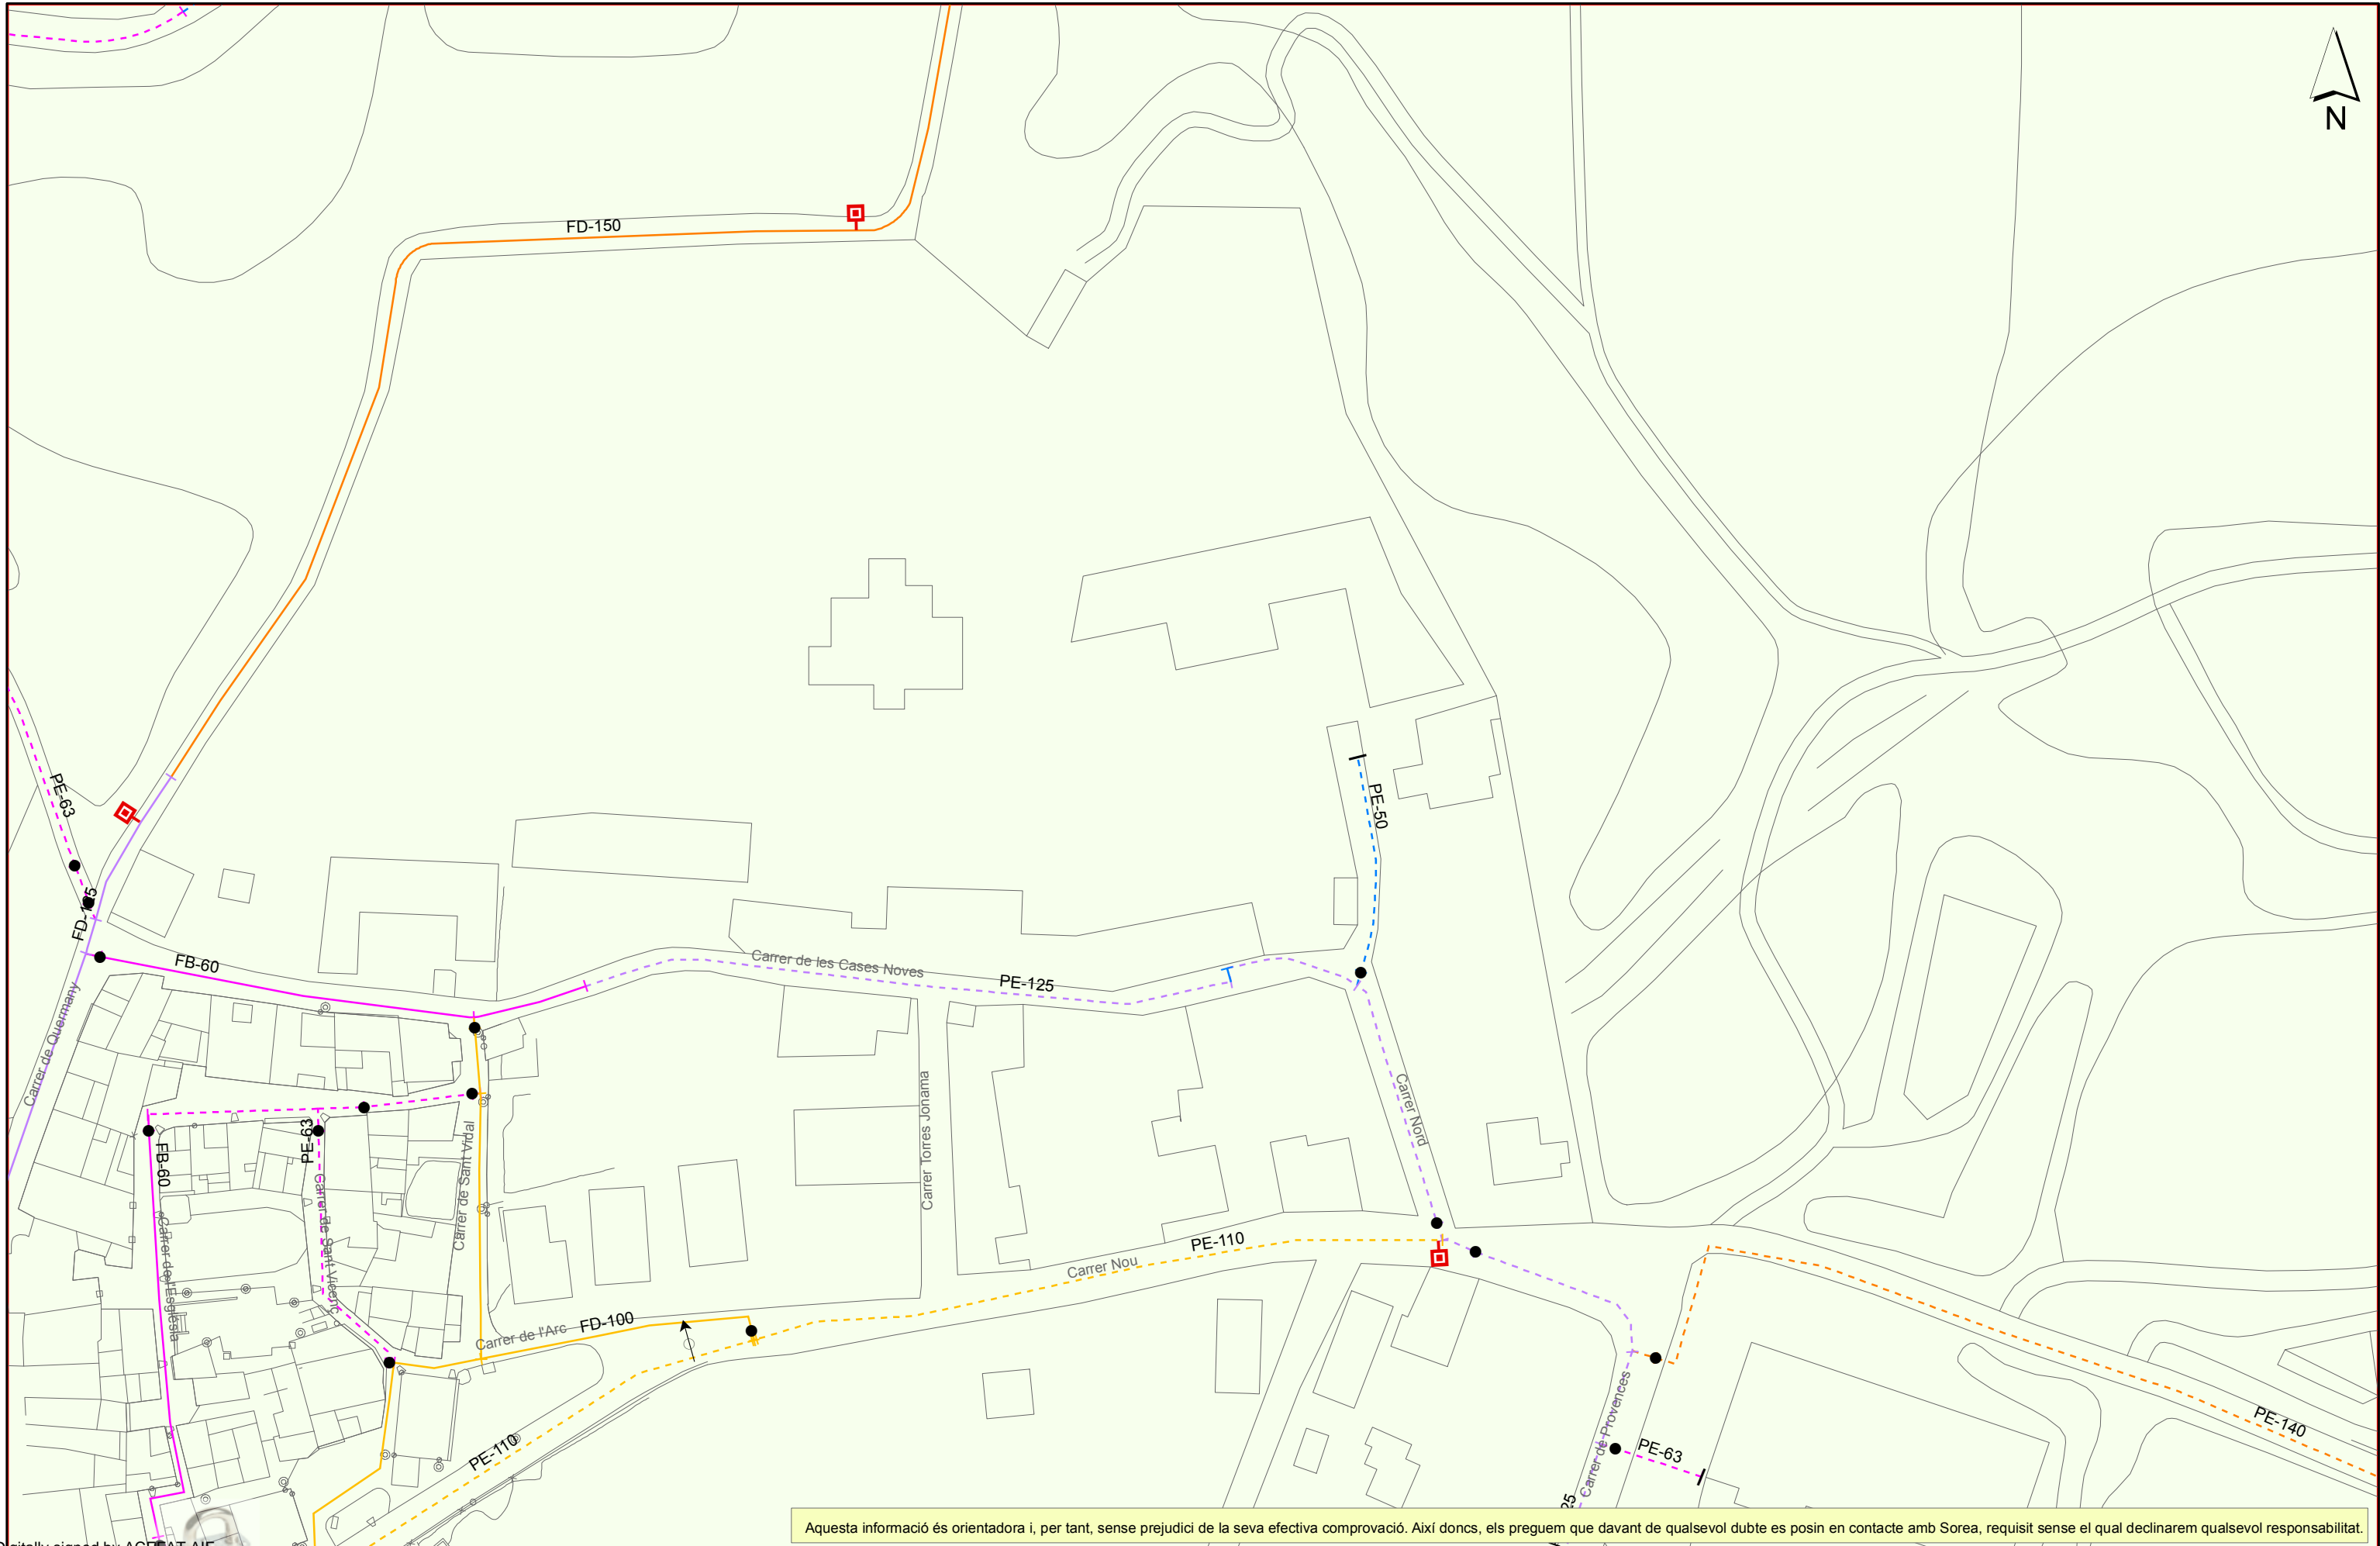 N
FD-150
PE-63
PE-50
FD-125
FB-60
Carrer de les Cases Noves
PE-125
Carrer de Quermany
Carrer Nord
Carrer Torres Jonama
PE-63
FB-60
Carrer de Sant Vidal
Carrer de Sant Vicenç
Carrer de l'Església
PE-110
Carrer Nou
FD-100
Carrer de l'Arc
Carrer de Provences
PE-140
PE-63
PE-110
25
Aquesta informació és orientadora i, per tant, sense prejudici de la seva efectiva comprovació. Així doncs, els preguem que davant de qualsevol dubte es posin en contacte amb Sorea, requisit sense el qual declinarem qualsevol responsabilitat.